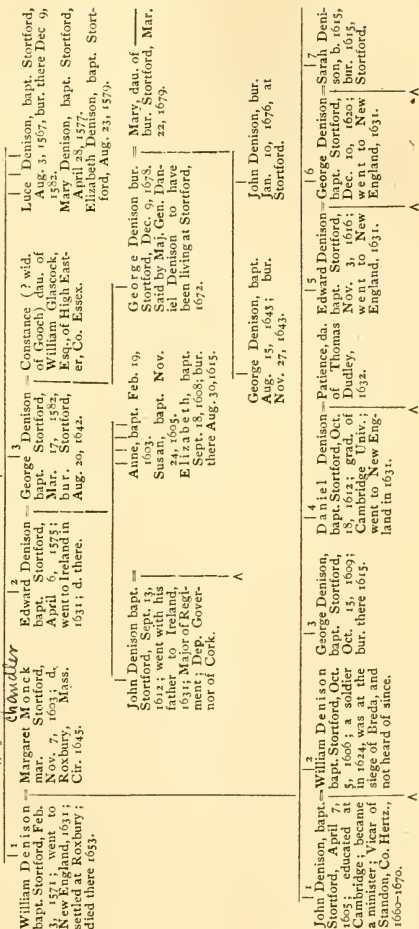 Chandler
1
William Denison =
bapt. Stortford, Feb.
3, 1571; went to
New England, 1631;
settled at Roxbury;
died there 1653.
Margaret Monck
mar. Stortford,
Nov. 7, 1603; d.
Roxbury, Mass.
Cir. 1645.
2
Edward Denison =
bapt. Stortford,
April 6, 1575;
went to Ireland in
1631; d. there.
3
George Denison =
bapt. Stortford,
Mar. 17, 1582,
bur. Stortford,
Aug. 20, 1642.
Constance (? wid.
of Gooch) dau. of
William Glascock,
Esq., of High East-
er, Co. Essex.
Luce Denison, bapt. Stortford,
Aug. 3, 1567, bur. there Dec 9,
1582.
Mary Denison, bapt. Stortford,
April 28, 1577.
Elizabeth Denison, bapt. Stort-
ford, Aug. 23, 1579.
John Denison bapt. =
Stortford, Sept. 13,
1612; went with his
father to Ireland,
1631; Major of Regi-
ment; Dep. Gover-
nor of Cork.
Anne, bapt. Feb. 19,
1603.
Susan, bapt. Nov.
24, 1605.
Elizabeth, bapt.
Sept. 18, 1608; bur.
there Aug. 30, 1615.
George Denison bur. =
Stortford, Dec. 9, 1678.
Said by Maj. Gen. Dan-
iel Denison to have
been living at Stortford,
1672.
Mary, dau. of
bur. Stortford, Mar.
22, 1679.
George Denison, bapt.
Aug. 15, 1643; bur.
Nov. 27, 1643.
John Denison, bur.
Jan. 10, 1676, at
Stortford.
1
John Denison, bapt. =
Stortford, April 7,
1605; educated at
Cambridge; became
a minister; Vicar of
Standon, Co. Hertz.,
1660-1670.
2
William Denison
bapt. Stortford, Oct.
5, 1606; a soldier
in 1624, was at the
siege of Breda, and
not heard of since.
3
George Denison,
bapt. Stortford,
Oct. 15, 1609;
bur. there 1615.
4
Daniel Denison =
bapt. Stortford, Oct.
18, 1612; grad. of
Cambridge Univ.;
went to New Eng-
land in 1631.
Patience, da.
of Thomas
Dudley,
1632.
5
Edward Denison =
bapt. Stortford,
Nov. 3, 1616;
went to New
England, 1631.
6
George Denison =
bapt. Stortford,
Dec. 10, 1620;
went to New
England, 1631.
7
Sarah Deni-
son, b. 1615,
bur. 1615,
Stortford.